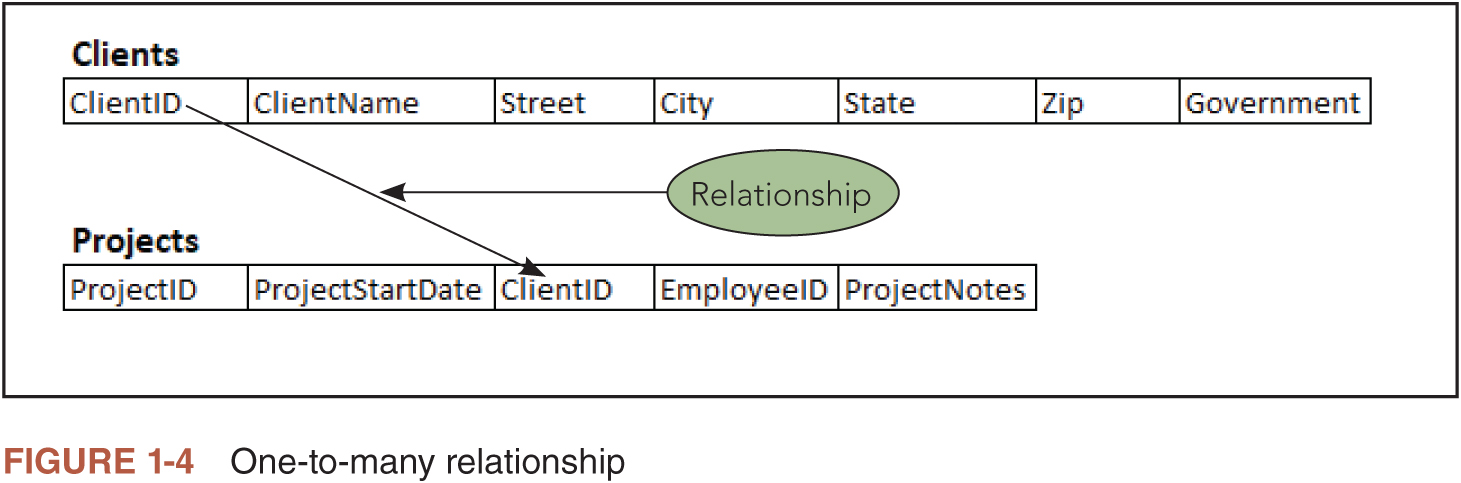 Clients
ClientID ClientName Street City State Zip Government
Relationship
Projects
ProjectID ProjectStartDate ClientID EmployeeID ProjectNotes
FIGURE 1-4 One-to-many relationship